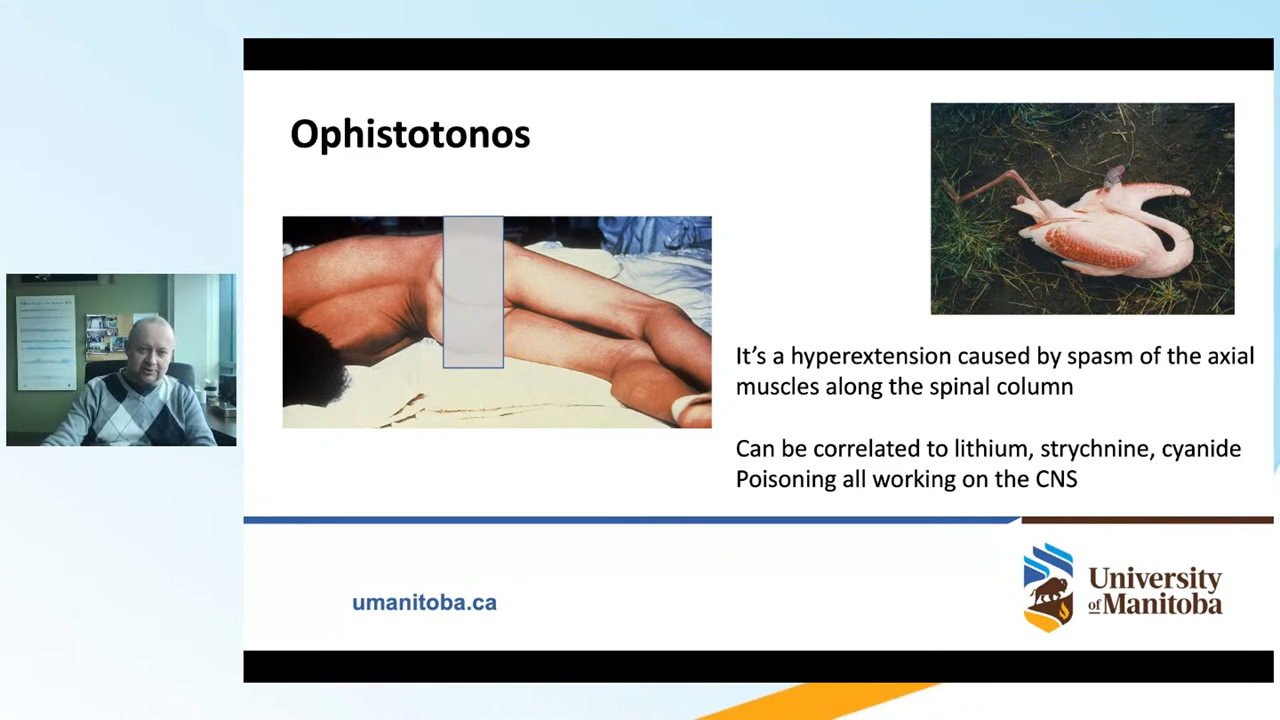 Ophistotonos
It’s a hyperextension caused by spasm of the axial
muscles along the spinal column
Can be correlated to lithium, strychnine, cyanide
Poisoning all working on the CNS
umanitoba.ca
University
of Manitoba